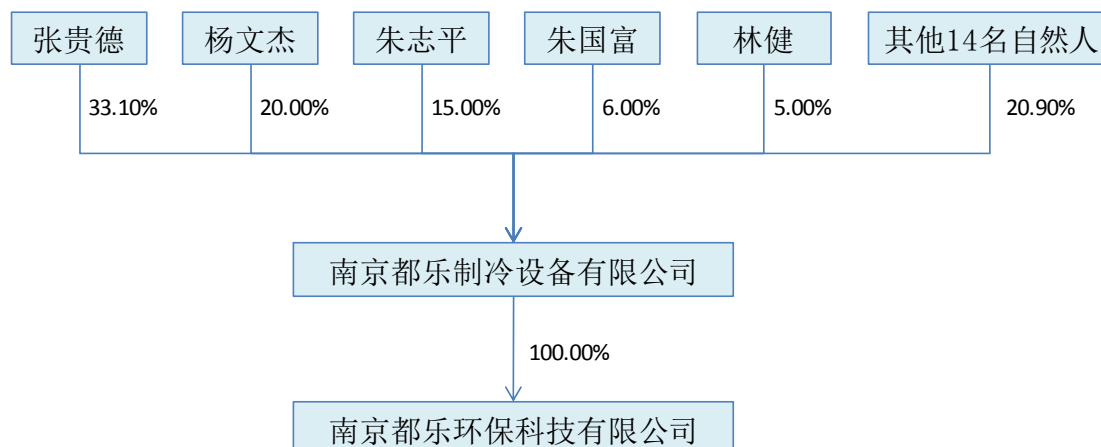 张贵德
杨文杰
朱志平
朱国富
林健
其他14名自然人
33.10%
20.00%
15.00%
6.00%
5.00%
20.90%
南京都乐制冷设备有限公司
100.00%
南京都乐环保科技有限公司